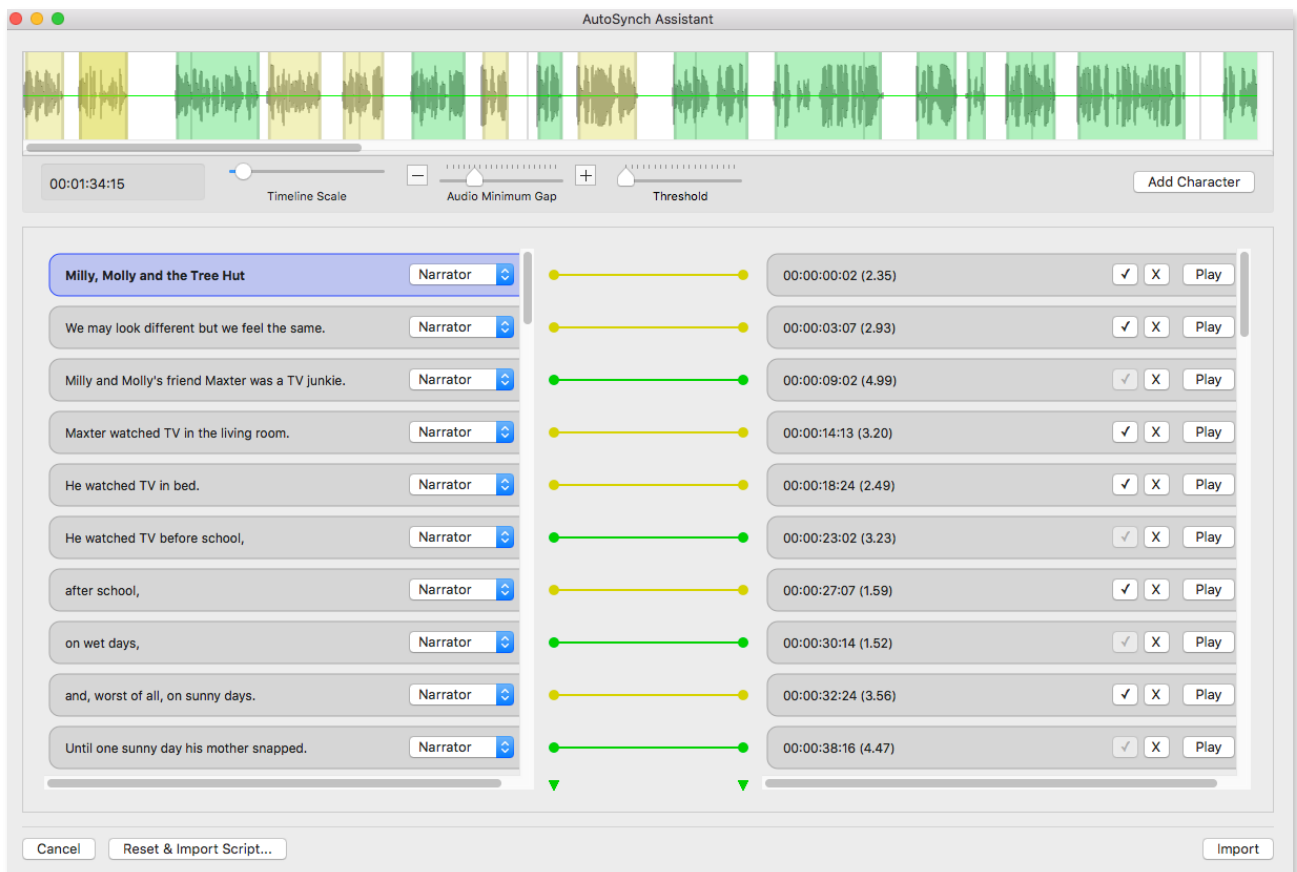 AutoSynch Assistant
00:01:34:15
Timeline Scale
Audio Minimum Gap
Threshold
Add Character
Milly, Molly and the Tree Hut Narrator 00:00:00:02 (2.35) ✓ X Play
We may look different but we feel the same. Narrator 00:00:03:07 (2.93) ✓ X Play
Milly and Molly's friend Maxter was a TV junkie. Narrator 00:00:09:02 (4.99) ✓ X Play
Maxter watched TV in the living room. Narrator 00:00:14:13 (3.20) ✓ X Play
He watched TV in bed. Narrator 00:00:18:24 (2.49) ✓ X Play
He watched TV before school, Narrator 00:00:23:02 (3.23) ✓ X Play
after school, Narrator 00:00:27:07 (1.59) ✓ X Play
on wet days, Narrator 00:00:30:14 (1.52) ✓ X Play
and, worst of all, on sunny days. Narrator 00:00:32:24 (3.56) ✓ X Play
Until one sunny day his mother snapped. Narrator 00:00:38:16 (4.47) ✓ X Play
Cancel Reset & Import Script... Import